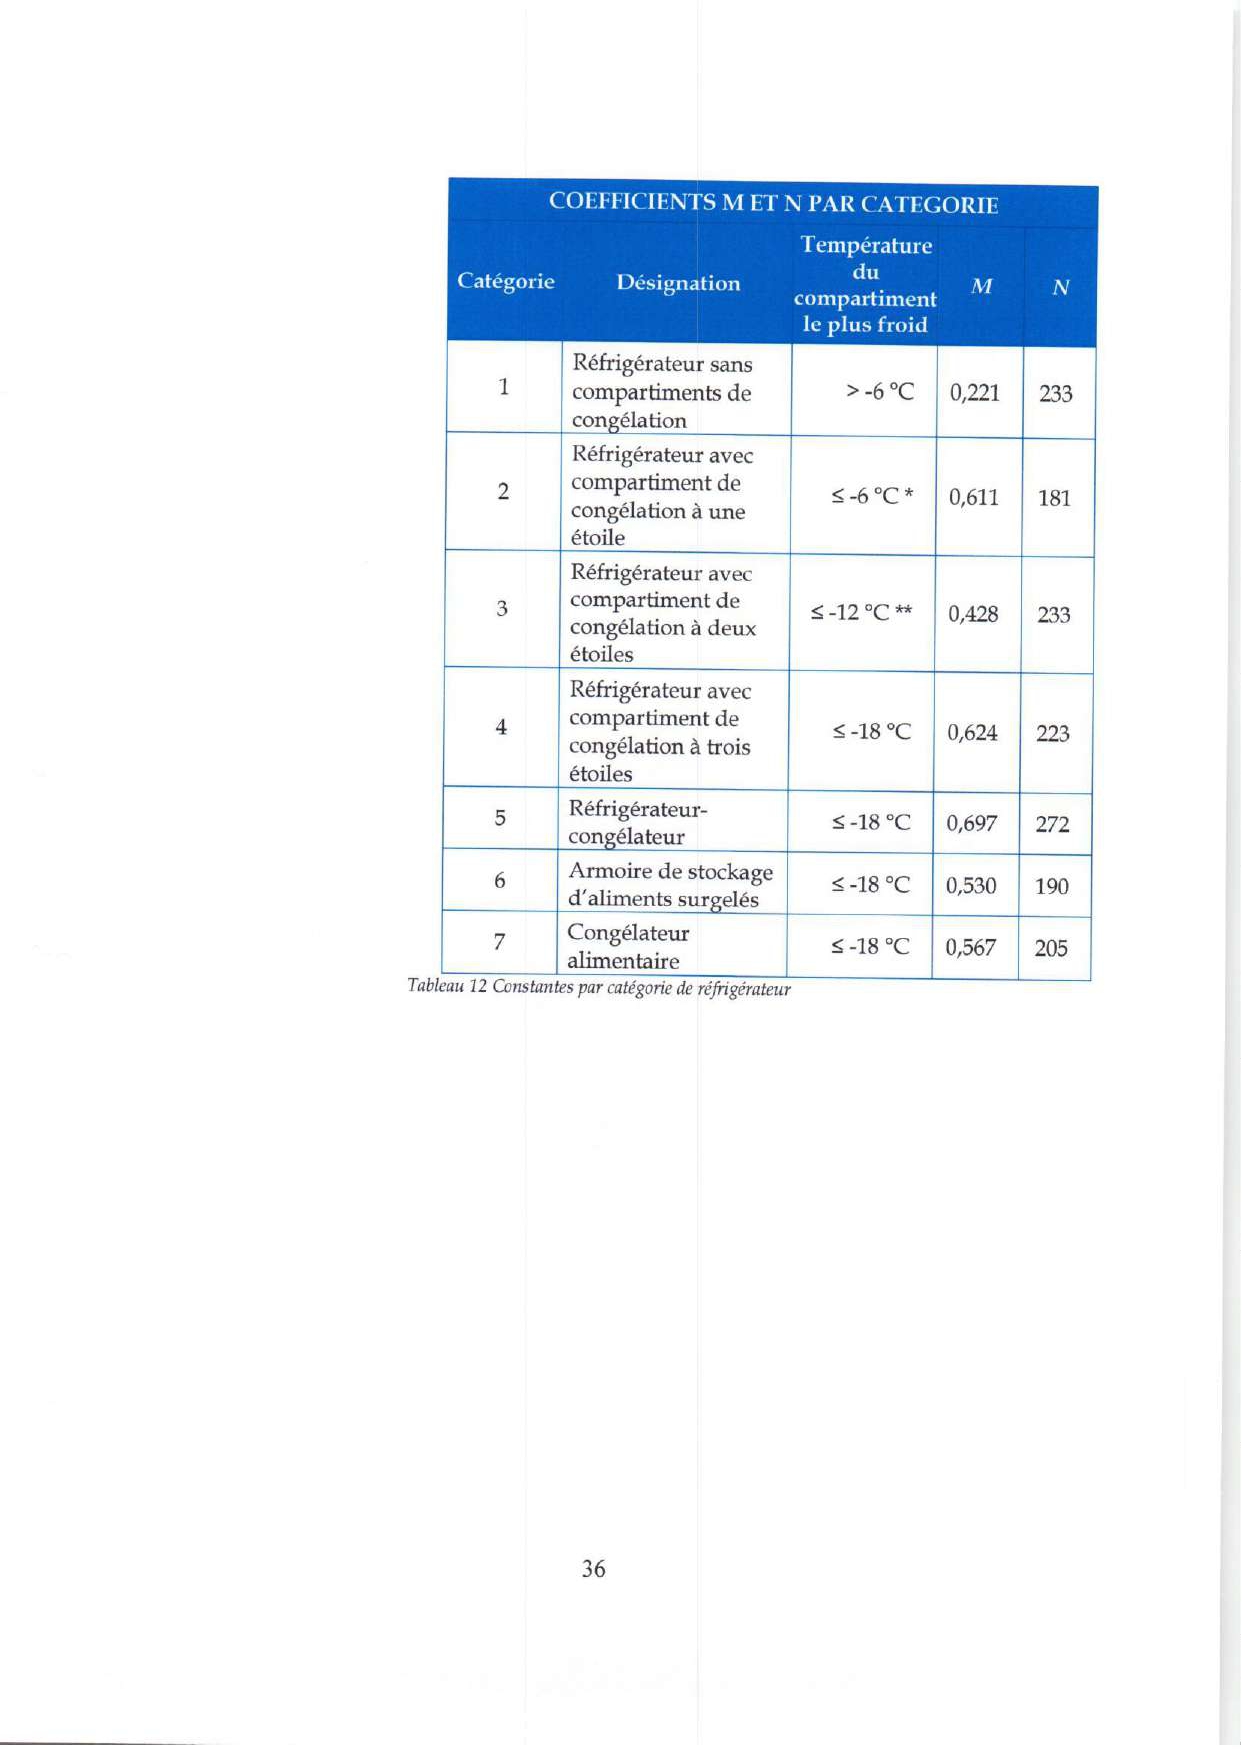 COEFFICIENTS M ET N PAR CATEGORIE
Catégorie
Désignation
Température
du
compartiment
le plus froid
M
N
1
Réfrigérateur sans
compartiments de
congélation
> -6 °C
0,221
233
2
Réfrigérateur avec
compartiment de
congélation à une
étoile
≤ -6 °C *
0,611
181
3
Réfrigérateur avec
compartiment de
congélation à deux
étoiles
≤ -12 °C **
0,428
233
4
Réfrigérateur avec
compartiment de
congélation à trois
étoiles
≤ -18 °C
0,624
223
5
Réfrigérateur-
congélateur
≤ -18 °C
0,697
272
6
Armoire de stockage
d'aliments surgelés
≤ -18 °C
0,530
190
7
Congélateur
alimentaire
≤ -18 °C
0,567
205
Tableau 12 Constantes par catégorie de réfrigérateur
36